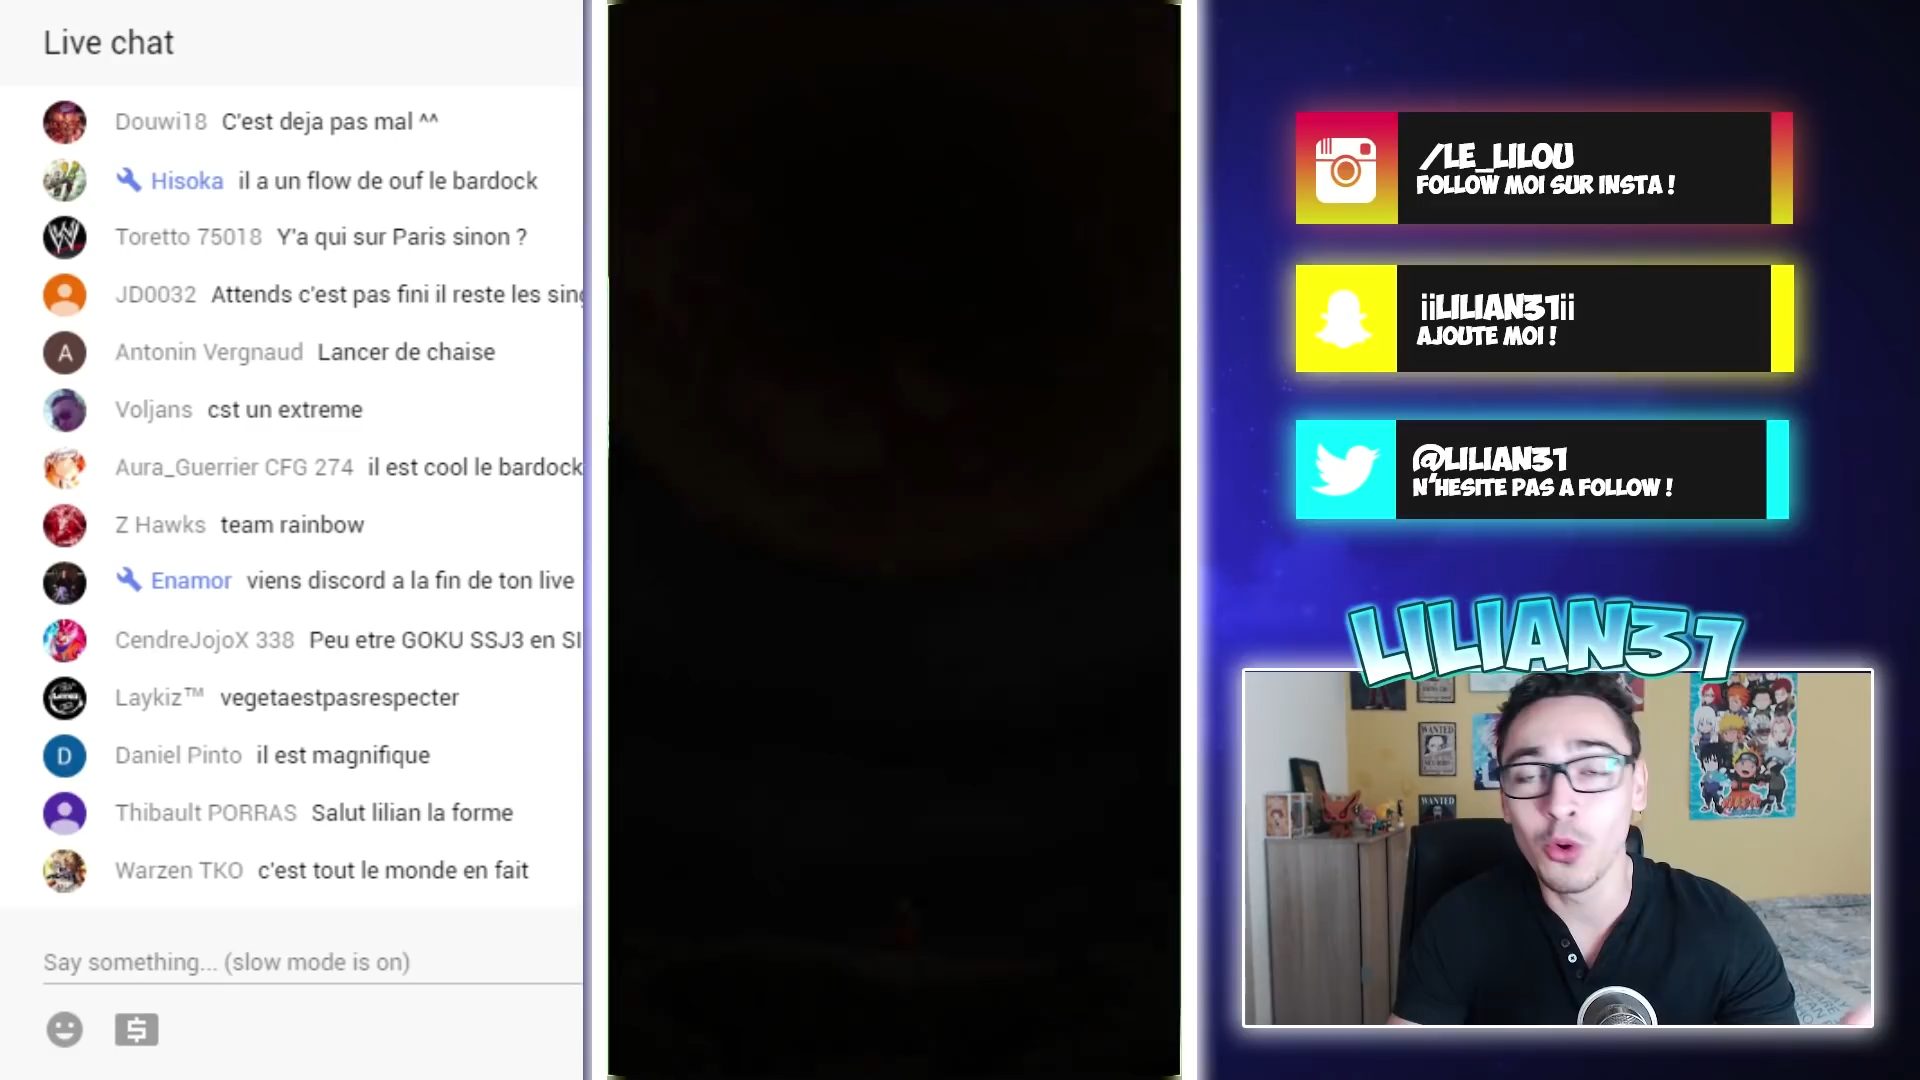 Live chat
Douwi18 C'est deja pas mal ^^
Hisoka il a un flow de ouf le bardock
Toretto 75018 Y'a qui sur Paris sinon ?
JD0032 Attends c'est pas fini il reste les
A Antonin Vergnaud Lancer de chaise
Voljans cst un extreme
Aura_Guerrier CFG 274 il est cool le bardock
Z Hawks team rainbow
Enamor viens discord a la fin de ton live
CendreJojoX 338 Peu etre GOKU SSJ3 en
Laykiz™ vegetaestpasrespecter
D Daniel Pinto il est magnifique
Thibault PORRAS Salut lilian la forme
Warzen TKO c'est tout le monde en fait
Say something... (slow mode is on)
/LE_LILOU
FOLLOW MOI SUR INSTA !
¡¡LILIAN31¡¡
AJOUTE MOI !
@LILIAN31
N'HESITE PAS A FOLLOW !
LILIAN31
WANTED
WANTED